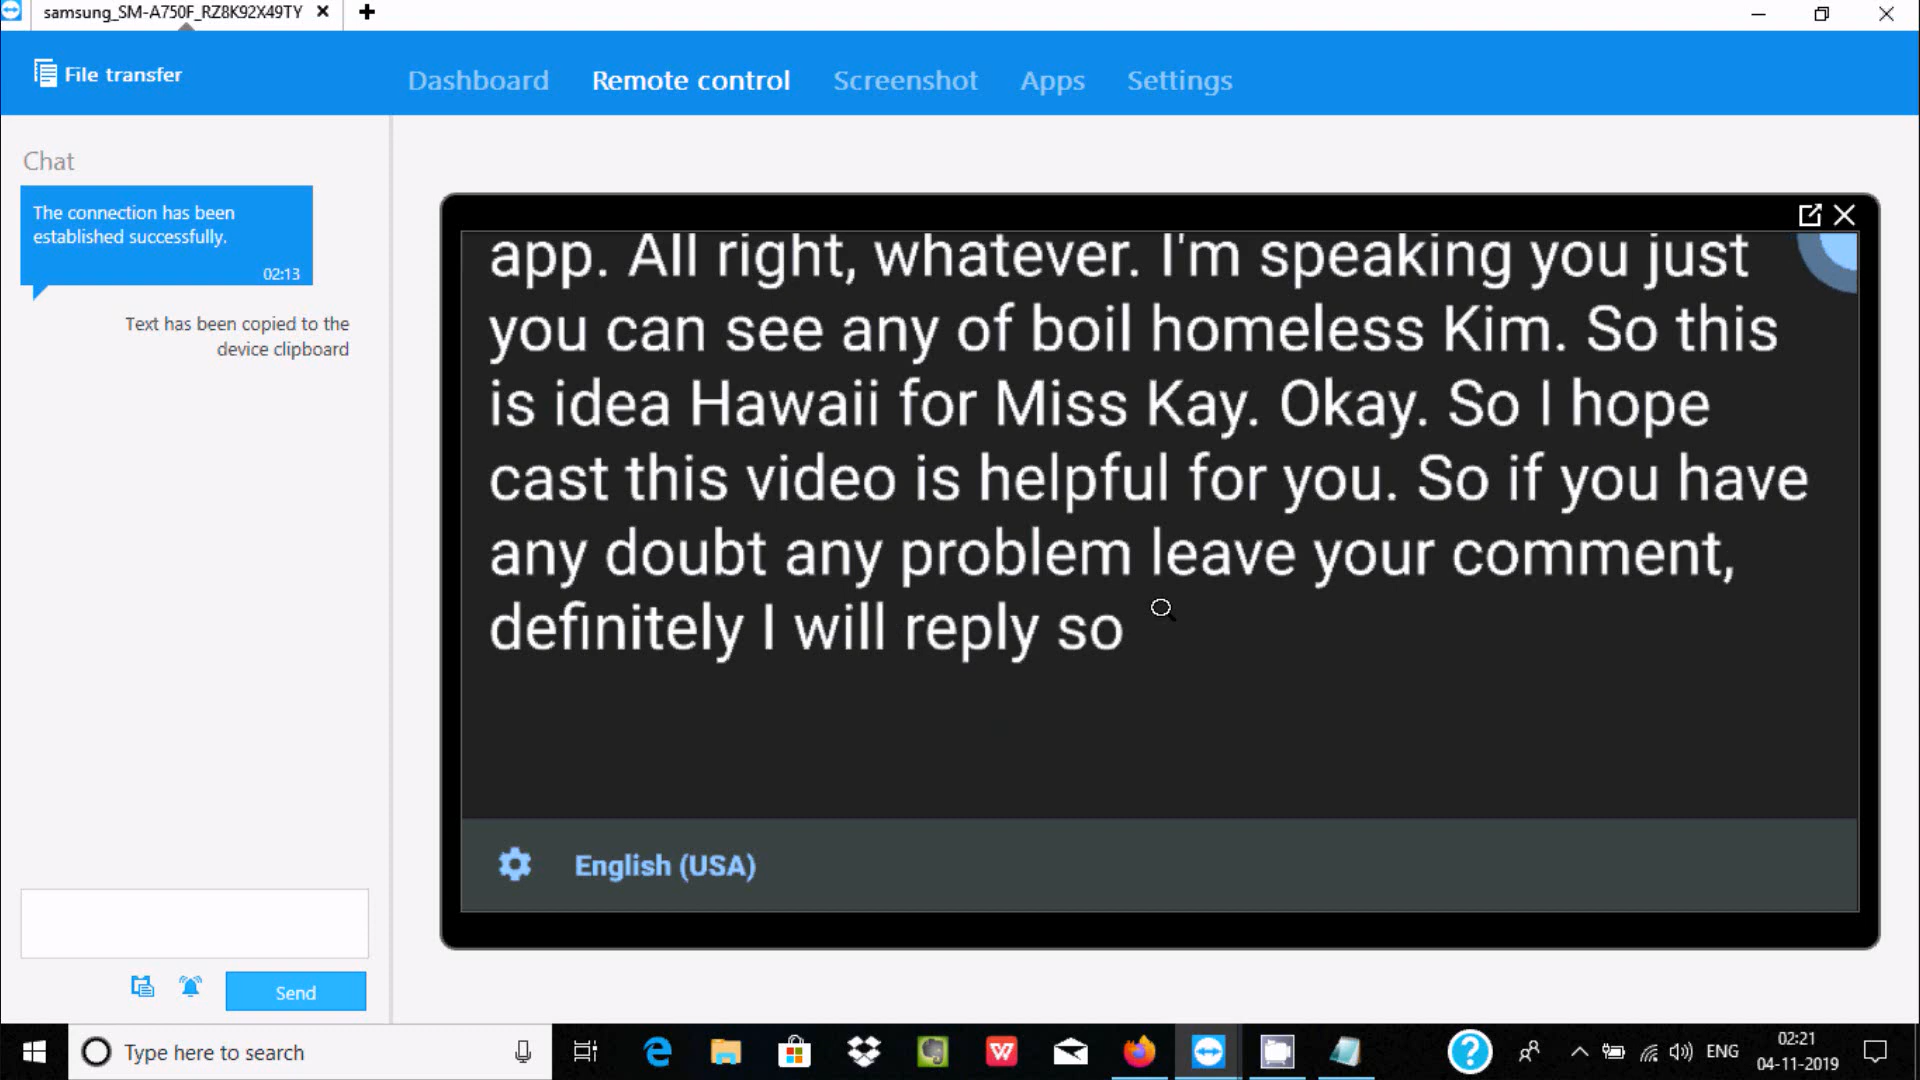 samsung_SM-A750F_RZ8K92X49TY
File transfer
Dashboard
Remote control
Screenshot
Apps
Settings
Chat
The connection has been
established successfully.
02:13
Text has been copied to the
device clipboard
app. All right, whatever. I'm speaking you just
you can see any of boil homeless Kim. So this
is idea Hawaii for Miss Kay. Okay. So I hope
cast this video is helpful for you. So if you have
any doubt any problem leave your comment,
definitely I will reply so
English (USA)
Send
Type here to search
ENG
02:21
04-11-2019